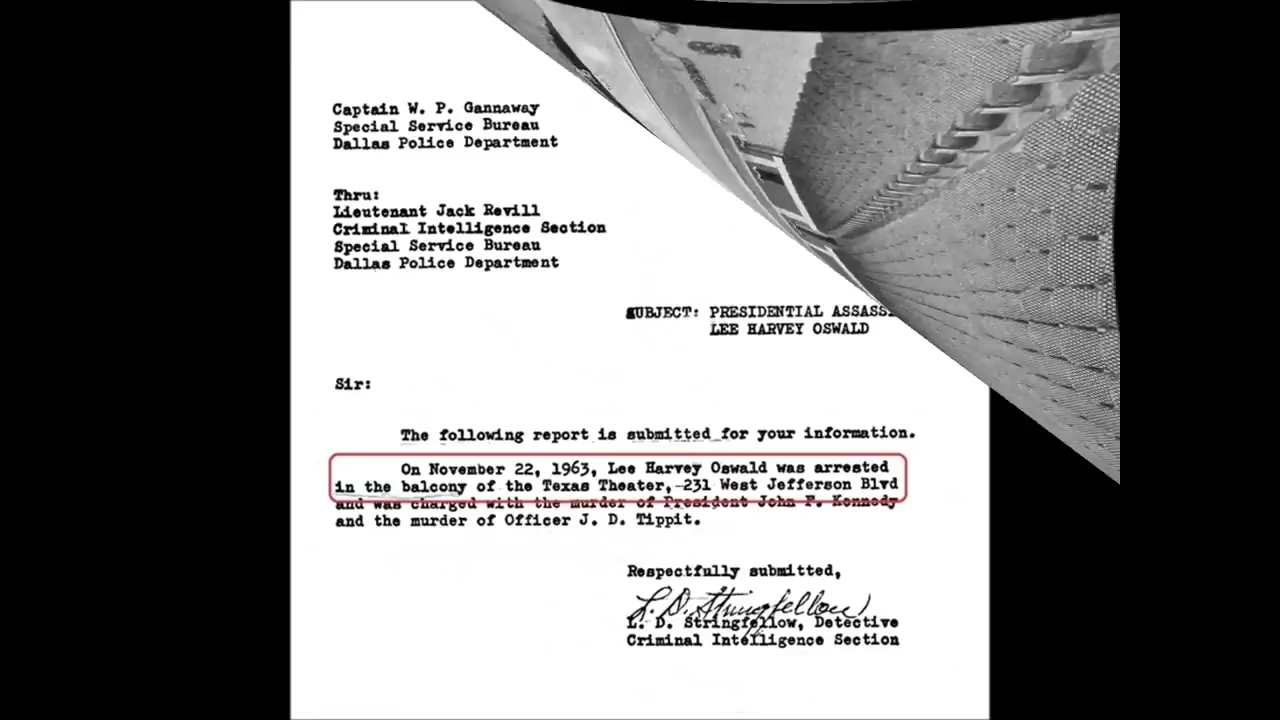 Captain W. P. Gannaway
Special Service Bureau
Dallas Police Department
Thru:
Lieutenant Jack Revill
Criminal Intelligence Section
Special Service Bureau
Dallas Police Department
SUBJECT: PRESIDENTIAL ASSAS
LEE HARVEY OSWALD
Sir:
The following report is submitted for your information.
On November 22, 1963, Lee Harvey Oswald was arrested
in the balcony of the Texas Theater, 231 West Jefferson Blvd
and was charged with the murder of President John F. Kennedy
and the murder of Officer J. D. Tippit.
Respectfully submitted,
L. D. Stringfellow
L. D. Stringfellow, Detective
Criminal Intelligence Section